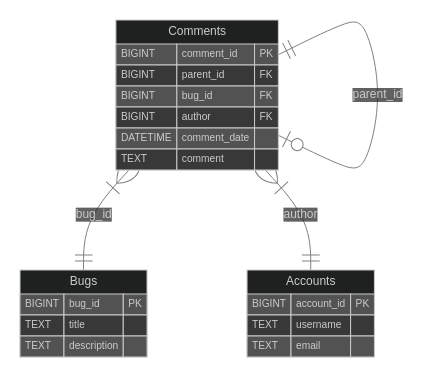 Comments
BIGINT comment_id PK
BIGINT parent_id FK
BIGINT bug_id FK
BIGINT author FK
DATETIME comment_date
TEXT comment
parent_id
bug_id
author
Bugs
BIGINT bug_id PK
TEXT title
TEXT description
Accounts
BIGINT account_id PK
TEXT username
TEXT email